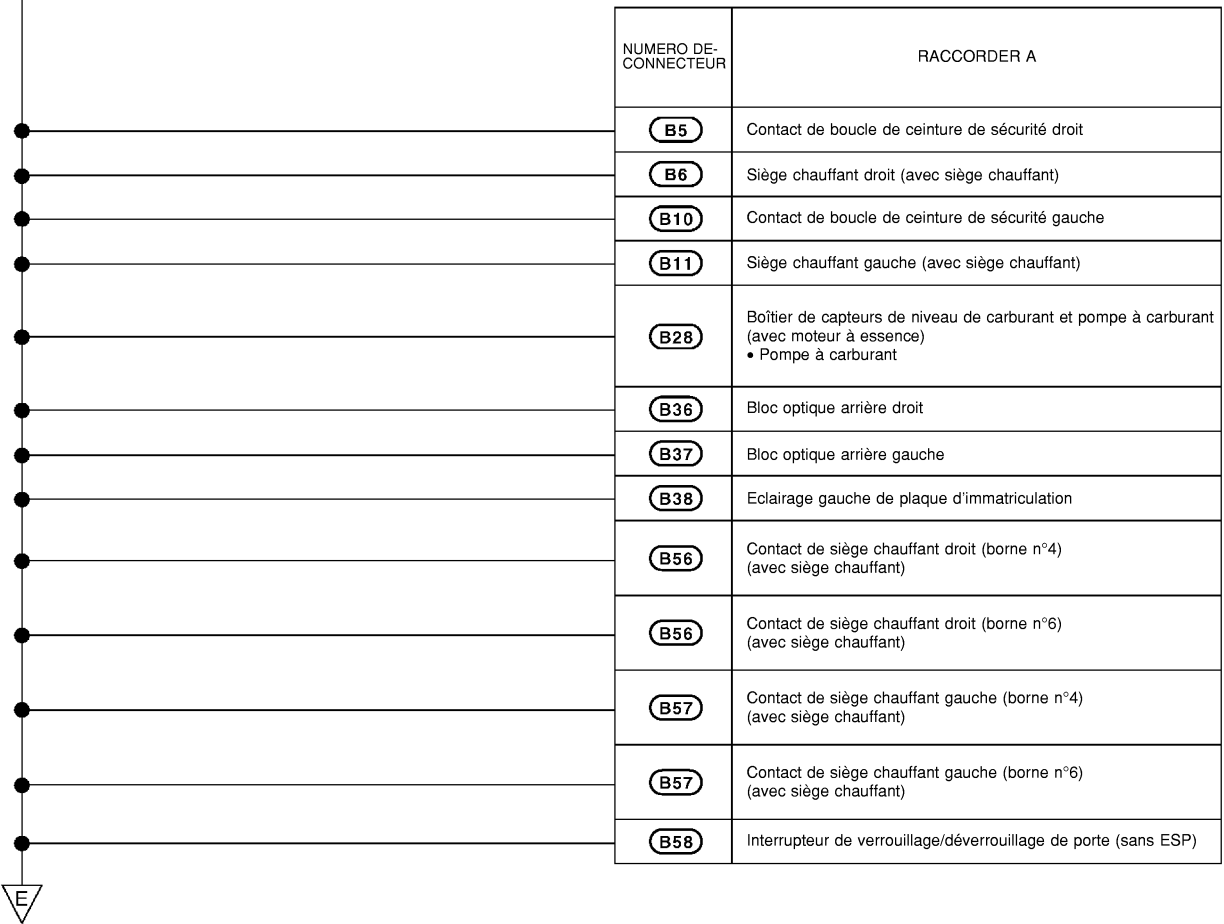 NUMERO DE-
CONNECTEUR
RACCORDER A
B5
Contact de boucle de ceinture de sécurité droit
B6
Siège chauffant droit (avec siège chauffant)
B10
Contact de boucle de ceinture de sécurité gauche
B11
Siège chauffant gauche (avec siège chauffant)
B28
Boîtier de capteurs de niveau de carburant et pompe à carburant
(avec moteur à essence)
• Pompe à carburant
B36
Bloc optique arrière droit
B37
Bloc optique arrière gauche
B38
Eclairage gauche de plaque d'immatriculation
B56
Contact de siège chauffant droit (borne n°4)
(avec siège chauffant)
B56
Contact de siège chauffant droit (borne n°6)
(avec siège chauffant)
B57
Contact de siège chauffant gauche (borne n°4)
(avec siège chauffant)
B57
Contact de siège chauffant gauche (borne n°6)
(avec siège chauffant)
B58
Interrupteur de verrouillage/déverrouillage de porte (sans ESP)
E